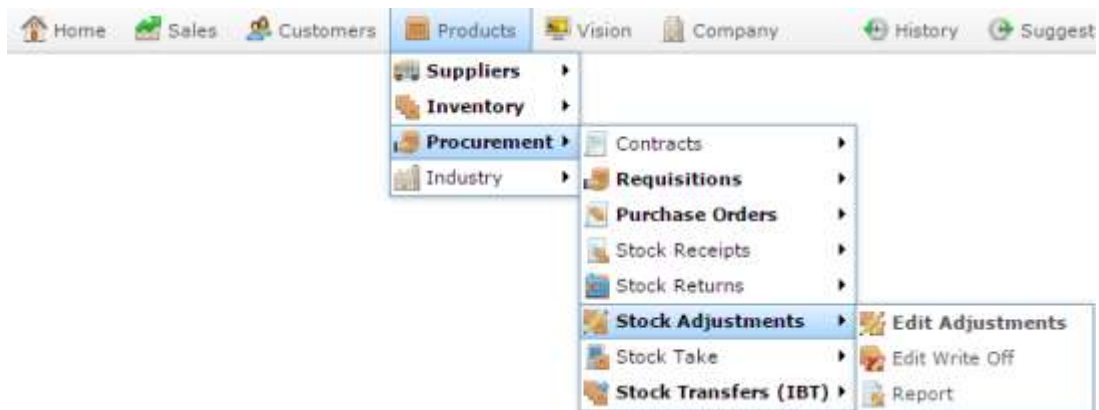 Home Sales Customers Products Vision Company History Suggest
Suppliers
Inventory
Procurement
Industry
Contracts
Requisitions
Purchase Orders
Stock Receipts
Stock Returns
Stock Adjustments
Stock Take
Stock Transfers (IBT)
Edit Adjustments
Edit Write Off
Report